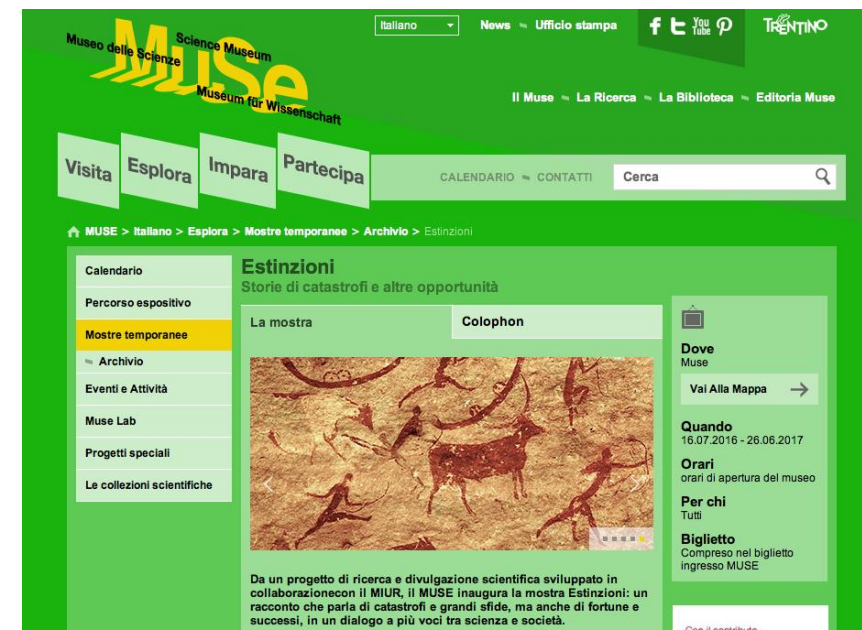 Museo delle Scienze
Science Museum
MUSe
Museum für Wissenschaft
Italiano
News Ufficio stampa
You Tube
TRENTINO
Il Muse La Ricerca La Biblioteca Editoria Muse
Visita
Esplora
Impara
Partecipa
CALENDARIO CONTATTI
Cerca
MUSE > Italiano > Esplora > Mostre temporanee > Archivio > Estinzioni
Calendario
Percorso espositivo
Mostre temporanee
Archivio
Eventi e Attività
Muse Lab
Progetti speciali
Le collezioni scientifiche
Estinzioni
Storie di catastrofi e altre opportunità
La mostra
Colophon
Da un progetto di ricerca e divulgazione scientifica sviluppato in
collaborazionecon il MIUR, il MUSE inaugura la mostra Estinzioni: un
racconto che parla di catastrofi e grandi sfide, ma anche di fortune e
successi, in un dialogo a più voci tra scienza e società.
Dove
Muse
Vai Alla Mappa
Quando
16.07.2016 - 26.06.2017
Orari
orari di apertura del museo
Per chi
Tutti
Biglietto
Compreso nel biglietto
ingresso MUSE
Con il contributo